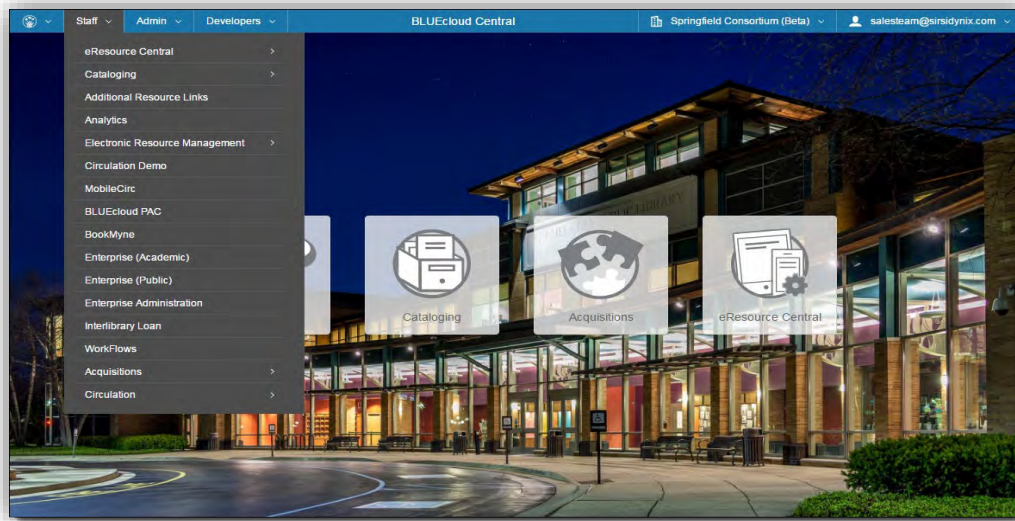 Staff
Admin
Developers
BLUEcloud Central
Springfield Consortium (Beta)
salesteam@sirsidynix.com
eResource Central
Cataloging
Additional Resource Links
Analytics
Electronic Resource Management
Circulation Demo
MobileCirc
BLUEcloud PAC
BookMyne
Enterprise (Academic)
Enterprise (Public)
Enterprise Administration
Interlibrary Loan
WorkFlows
Acquisitions
Circulation
Cataloging
Acquisitions
eResource Central
LIBRARY